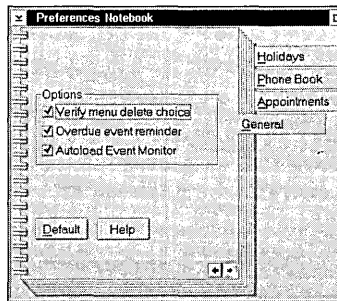 Preferences Notebook
Holidays
Phone Book
Appointments
General
Options
Verify menu delete choice
Overdue event reminder
Autoload Event Monitor
Default
Help